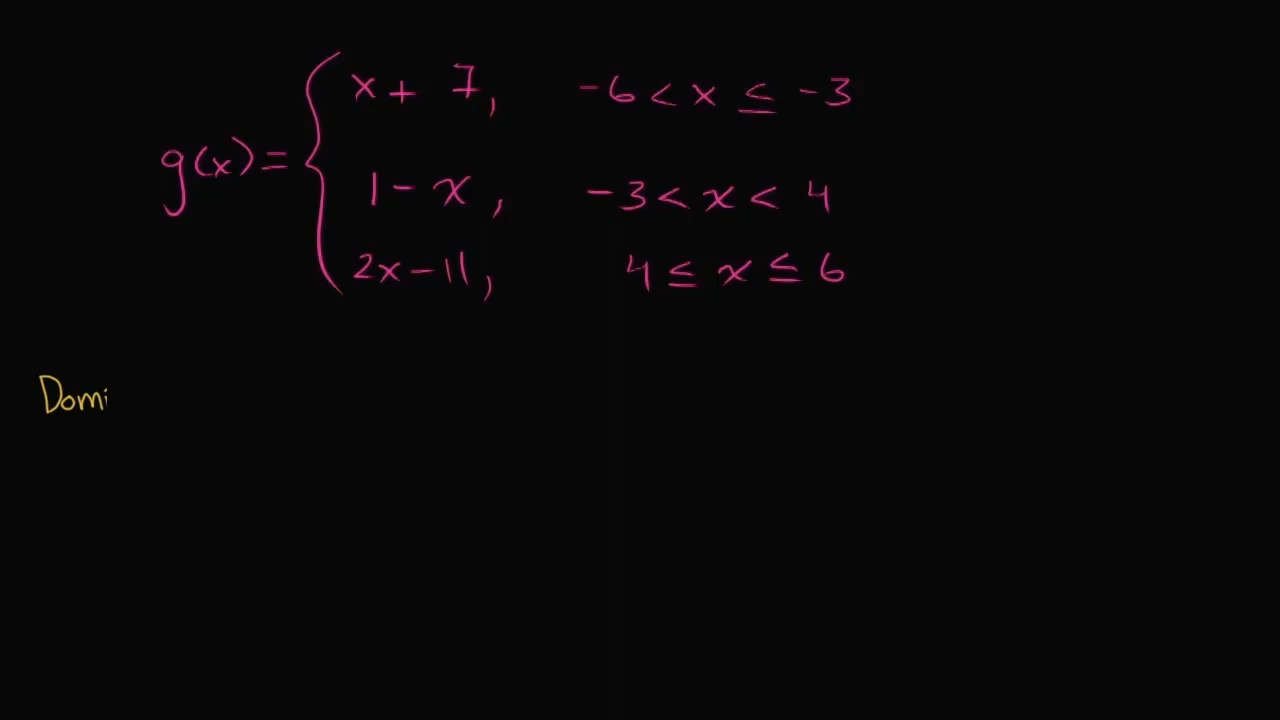 x + 7, -6 < x ≤ -3
g(x) =
1 - x, -3 < x < 4
2x - 11, 4 ≤ x ≤ 6
Domi